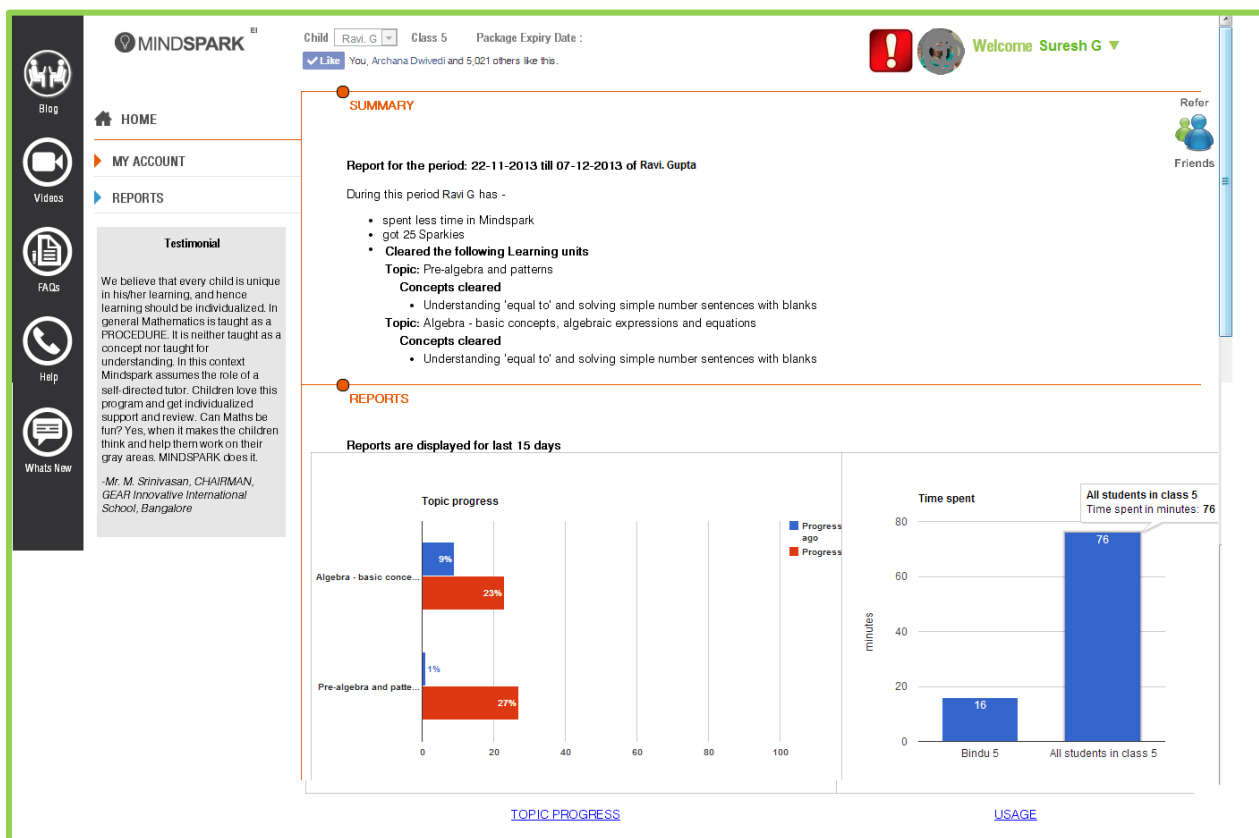 MINDSPARK EI
Child Ravi. G Class 5 Package Expiry Date :
Like You, Archana Dwivedi and 5,021 others like this.
Welcome Suresh G ▼
Blog
Videos
FAQs
Help
Whats New
HOME
MY ACCOUNT
REPORTS
Testimonial
We believe that every child is unique
in his/her learning, and hence
learning should be individualized. In
general Mathematics is taught as a
PROCEDURE. It is neither taught as a
concept nor taught for
understanding. In this context
Mindspark assumes the role of a
self-directed tutor. Children love this
program and get individualized
support and review. Can Maths be
fun? Yes, when it makes the children
think and help them work on their
gray areas. MINDSPARK does it.
-Mr. M. Srinivasan, CHAIRMAN,
GEAR Innovative International
School, Bangalore
SUMMARY
Refer
Friends
Report for the period: 22-11-2013 till 07-12-2013 of Ravi. Gupta
During this period Ravi G has -
• spent less time in Mindspark
• got 25 Sparkies
• Cleared the following Learning units
Topic: Pre-algebra and patterns
Concepts cleared
• Understanding 'equal to' and solving simple number sentences with blanks
Topic: Algebra - basic concepts, algebraic expressions and equations
Concepts cleared
• Understanding 'equal to' and solving simple number sentences with blanks
REPORTS
Reports are displayed for last 15 days
Topic progress
Progress
ago
Progress
Algebra - basic conce...
9%
23%
Pre-algebra and patte...
1%
27%
0 20 40 60 80 100
TOPIC PROGRESS
Time spent
All students in class 5
Time spent in minutes: 76
80
60
40
20
0
minutes
16
76
Bindu 5 All students in class 5
USAGE